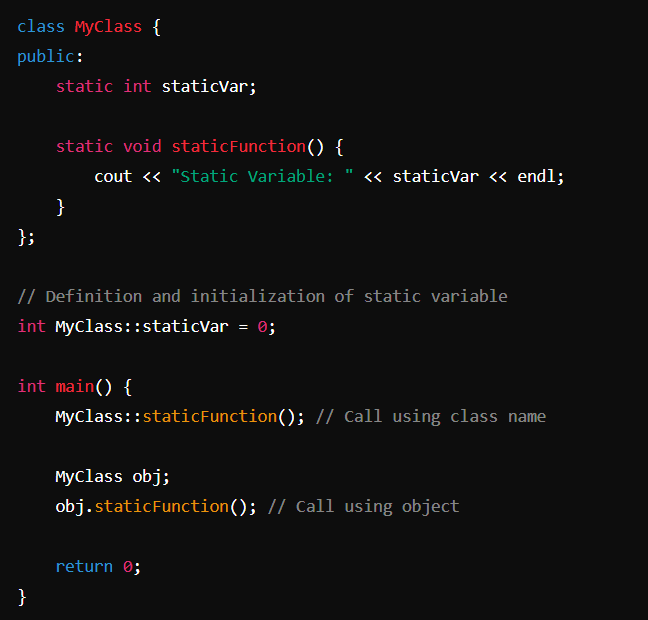 class MyClass {
public:
    static int staticVar;

    static void staticFunction() {
        cout << "Static Variable: " << staticVar << endl;
    }
};

// Definition and initialization of static variable
int MyClass::staticVar = 0;

int main() {
    MyClass::staticFunction(); // Call using class name

    MyClass obj;
    obj.staticFunction(); // Call using object

    return 0;
}